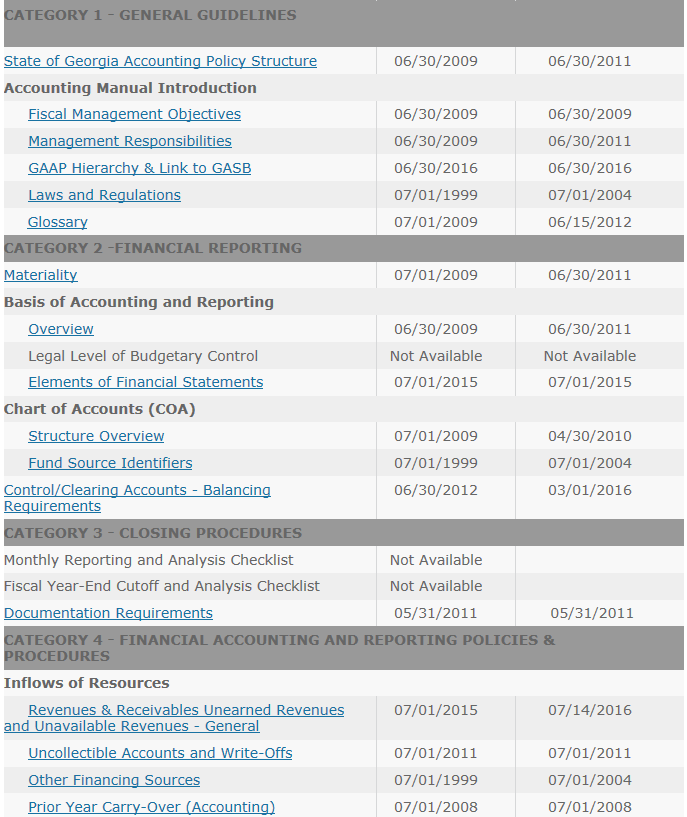 CATEGORY 1 - GENERAL GUIDELINES
State of Georgia Accounting Policy Structure 06/30/2009 06/30/2011
Accounting Manual Introduction
Fiscal Management Objectives 06/30/2009 06/30/2009
Management Responsibilities 06/30/2009 06/30/2011
GAAP Hierarchy & Link to GASB 06/30/2016 06/30/2016
Laws and Regulations 07/01/1999 07/01/2004
Glossary 07/01/2009 06/15/2012
CATEGORY 2 -FINANCIAL REPORTING
Materiality 07/01/2009 06/30/2011
Basis of Accounting and Reporting
Overview 06/30/2009 06/30/2011
Legal Level of Budgetary Control Not Available Not Available
Elements of Financial Statements 07/01/2015 07/01/2015
Chart of Accounts (COA)
Structure Overview 07/01/2009 04/30/2010
Fund Source Identifiers 07/01/1999 07/01/2004
Control/Clearing Accounts - Balancing 06/30/2012 03/01/2016
Requirements
CATEGORY 3 - CLOSING PROCEDURES
Monthly Reporting and Analysis Checklist Not Available
Fiscal Year-End Cutoff and Analysis Checklist Not Available
Documentation Requirements 05/31/2011 05/31/2011
CATEGORY 4 - FINANCIAL ACCOUNTING AND REPORTING POLICIES &
PROCEDURES
Inflows of Resources
Revenues & Receivables Unearned Revenues 07/01/2015 07/14/2016
and Unavailable Revenues - General
Uncollectible Accounts and Write-Offs 07/01/2011 07/01/2011
Other Financing Sources 07/01/1999 07/01/2004
Prior Year Carry-Over (Accounting) 07/01/2008 07/01/2008